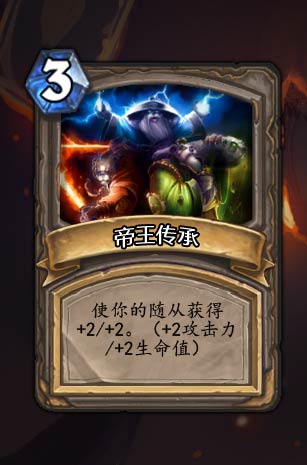 3
帝王传承
使你的随从获得
+2/+2。（+2攻击力
/+2生命值）